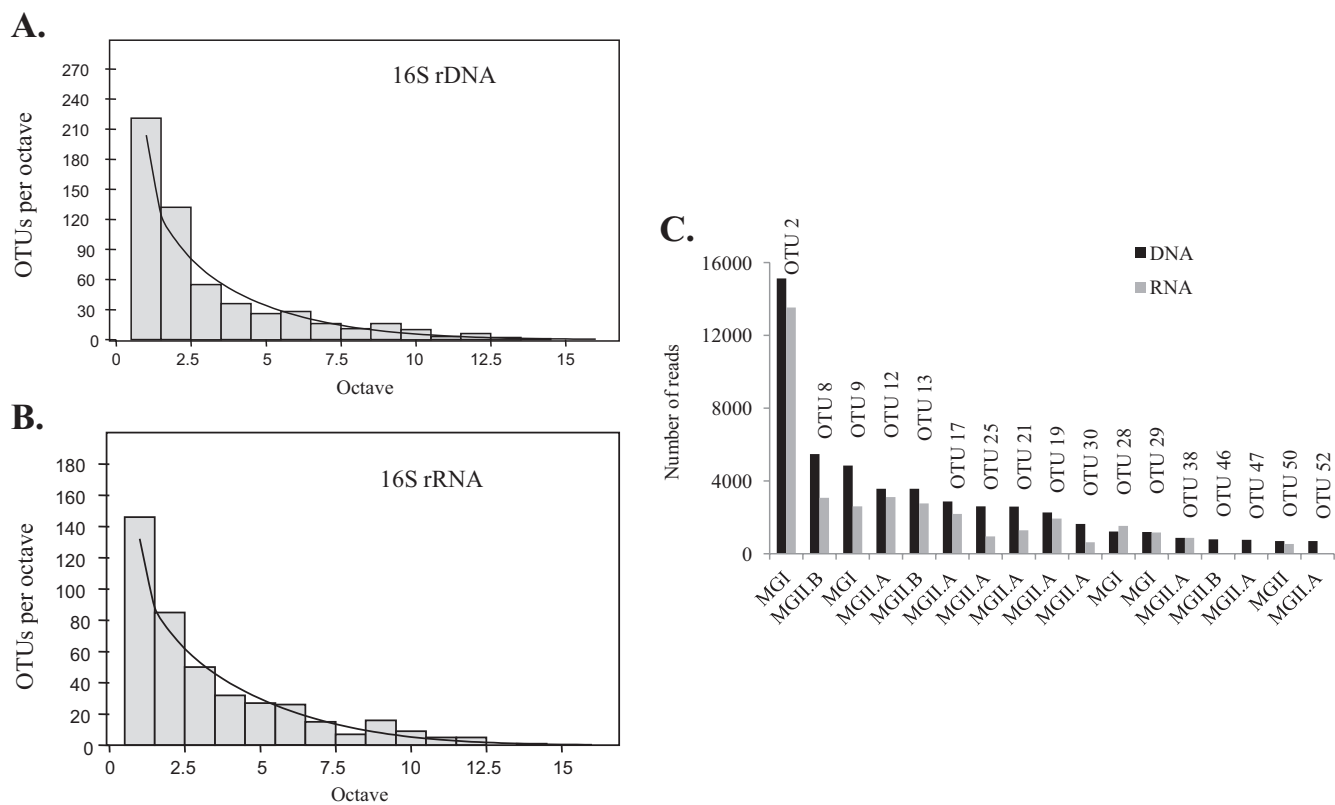 A.
16S rDNA
OTUs per octave
270
240
210
180
150
120
90
60
30
0
0 2.5 5 7.5 10 12.5 15
Octave
B.
16S rRNA
OTUs per octave
180
160
140
120
100
80
60
40
20
0
0 2.5 5 7.5 10 12.5 15
Octave
C.
DNA
RNA
Number of reads
16000
12000
8000
4000
0
OTU 2
OTU 8
OTU 9
OTU 12
OTU 13
OTU 17
OTU 25
OTU 21
OTU 19
OTU 30
OTU 28
OTU 29
OTU 38
OTU 46
OTU 47
OTU 50
OTU 52
MGI
MGII.B
MGI
MGII.A
MGII.B
MGII.A
MGII.A
MGII.A
MGII.A
MGII.A
MGI
MGI
MGII.A
MGII.B
MGII.A
MGII
MGII.A